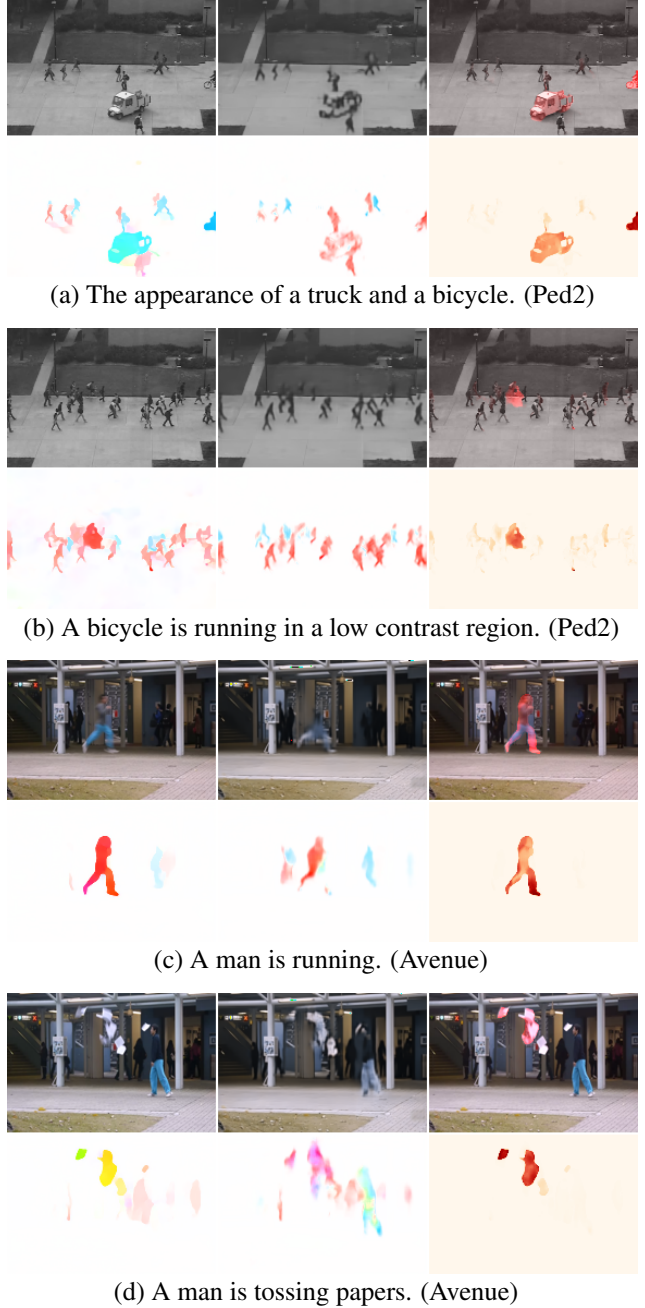 (a) The appearance of a truck and a bicycle. (Ped2)
(b) A bicycle is running in a low contrast region. (Ped2)
(c) A man is running. (Avenue)
(d) A man is tossing papers. (Avenue)